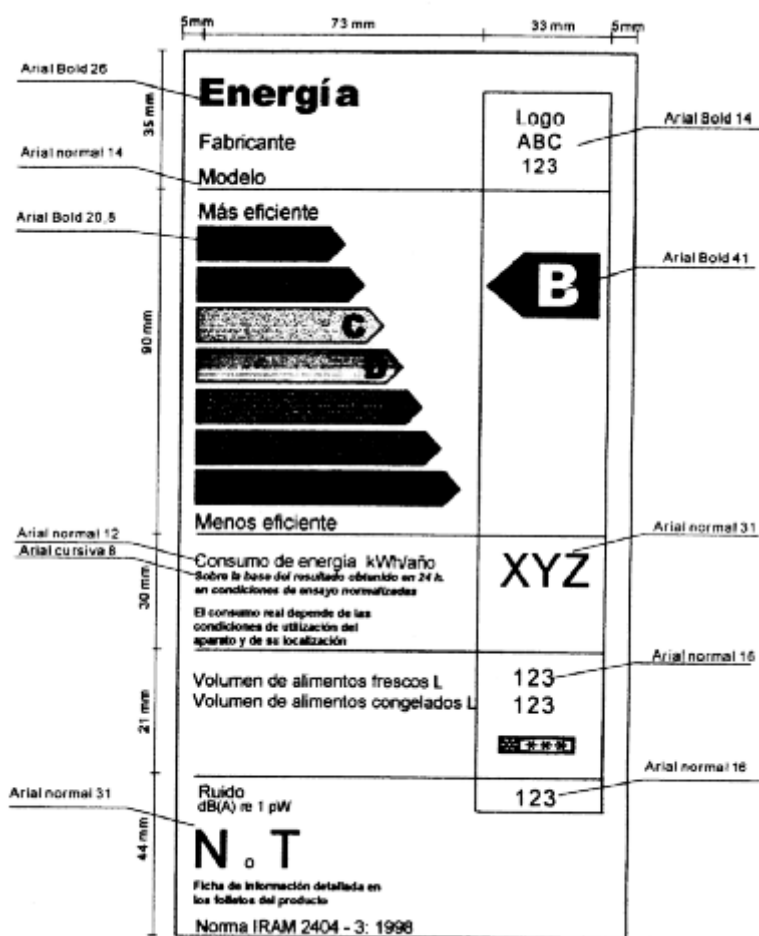 5mm 73 mm 33 mm 5mm
Arial Bold 26
Energía
35 mm
Logo
ABC
123
Arial Bold 14
Fabricante
Arial normal 14
Modelo
Más eficiente
Arial Bold 20,5
B
Arial Bold 41
C
D
90 mm
Menos eficiente
Arial normal 12
Arial cursiva 8
Arial normal 31
Consumo de energía kWh/año
XYZ
Sobre la base del resultado obtenido en 24 h.
en condiciones de ensayo normalizadas
30 mm
El consumo real depende de las
condiciones de utilización del
aparato y de su localización
Volumen de alimentos frescos L 123
Arial normal 16
Volumen de alimentos congelados L 123
21 mm
***
Ruido
dB(A) re 1 pW
123
Arial normal 16
Arial normal 31
N o T
44 mm
Ficha de información detallada en
los folletos del producto
Norma IRAM 2404 - 3: 1998